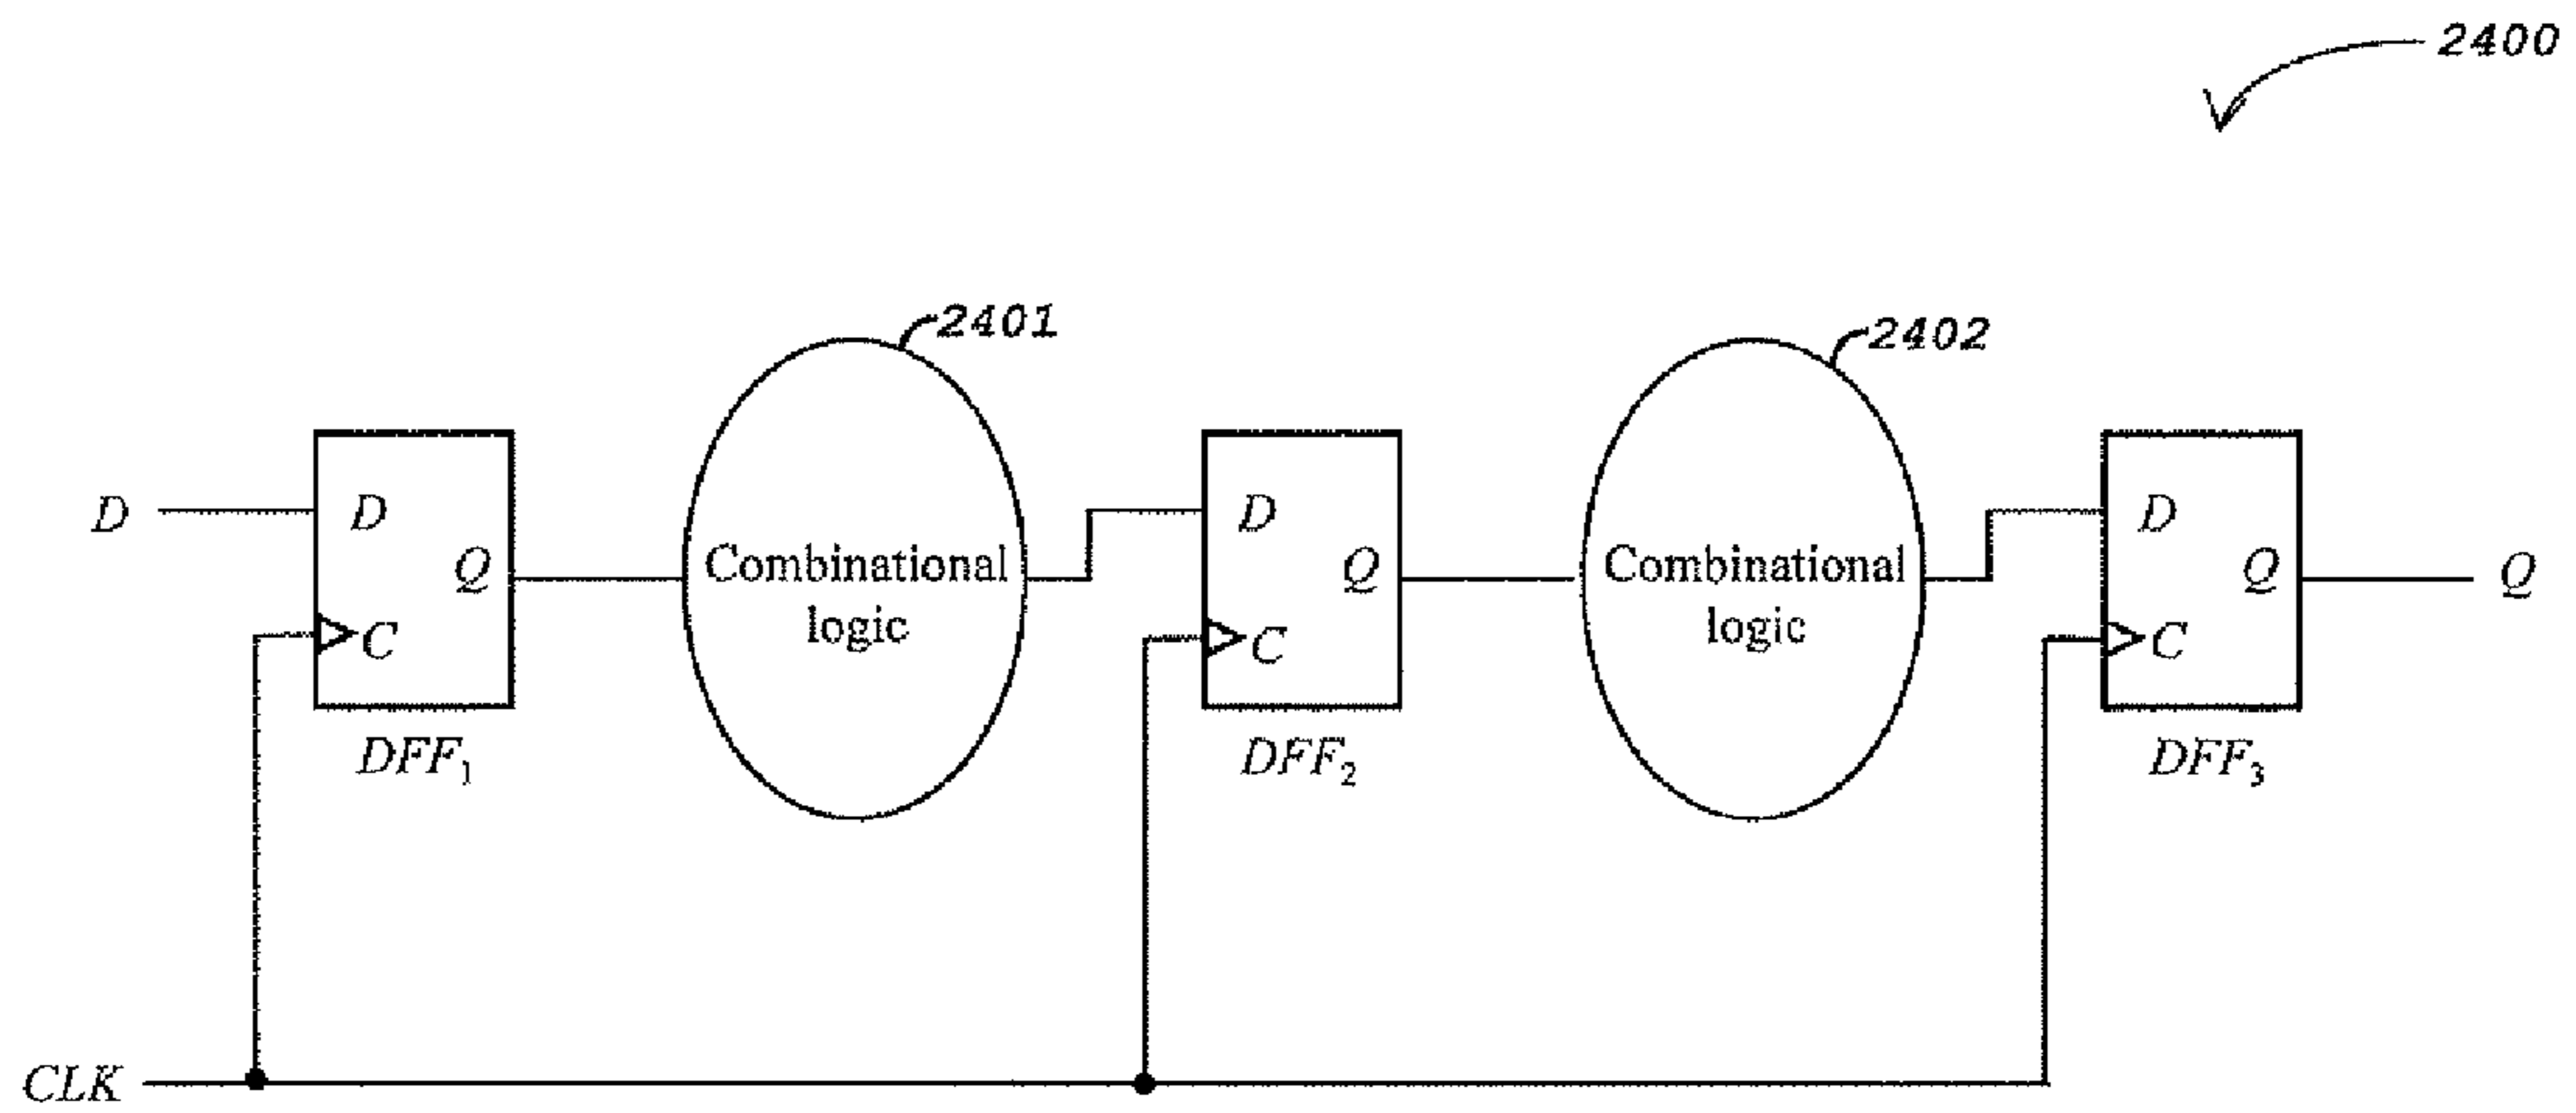 2400
2401
2402
D
D
Q
C
DFF₁
Combinational
logic
D
Q
C
DFF₂
Combinational
logic
D
Q
C
DFF₃
Q
CLK